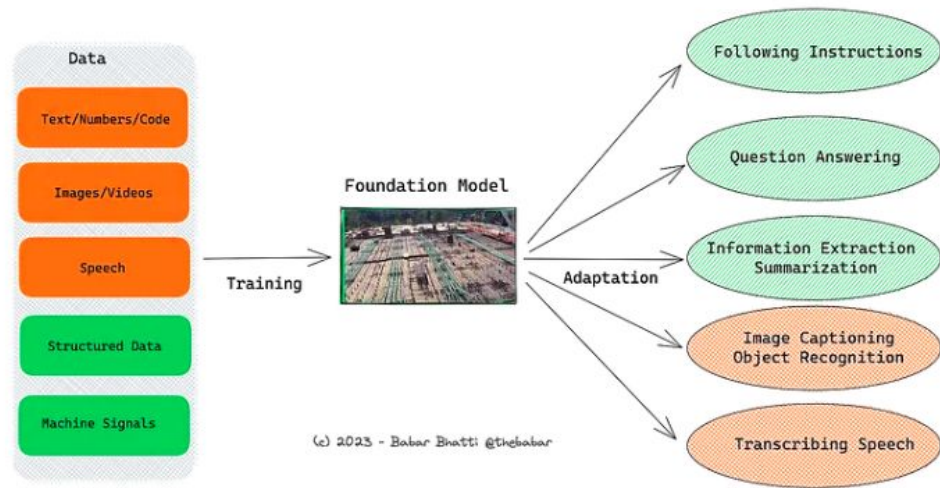 Data
Text/Numbers/Code
Images/Videos
Speech
Structured Data
Machine Signals
Training
Foundation Model
Adaptation
Following Instructions
Question Answering
Information Extraction
Summarization
Image Captioning
Object Recognition
Transcribing Speech
(c) 2023 - Babar Bhatti @thebabar